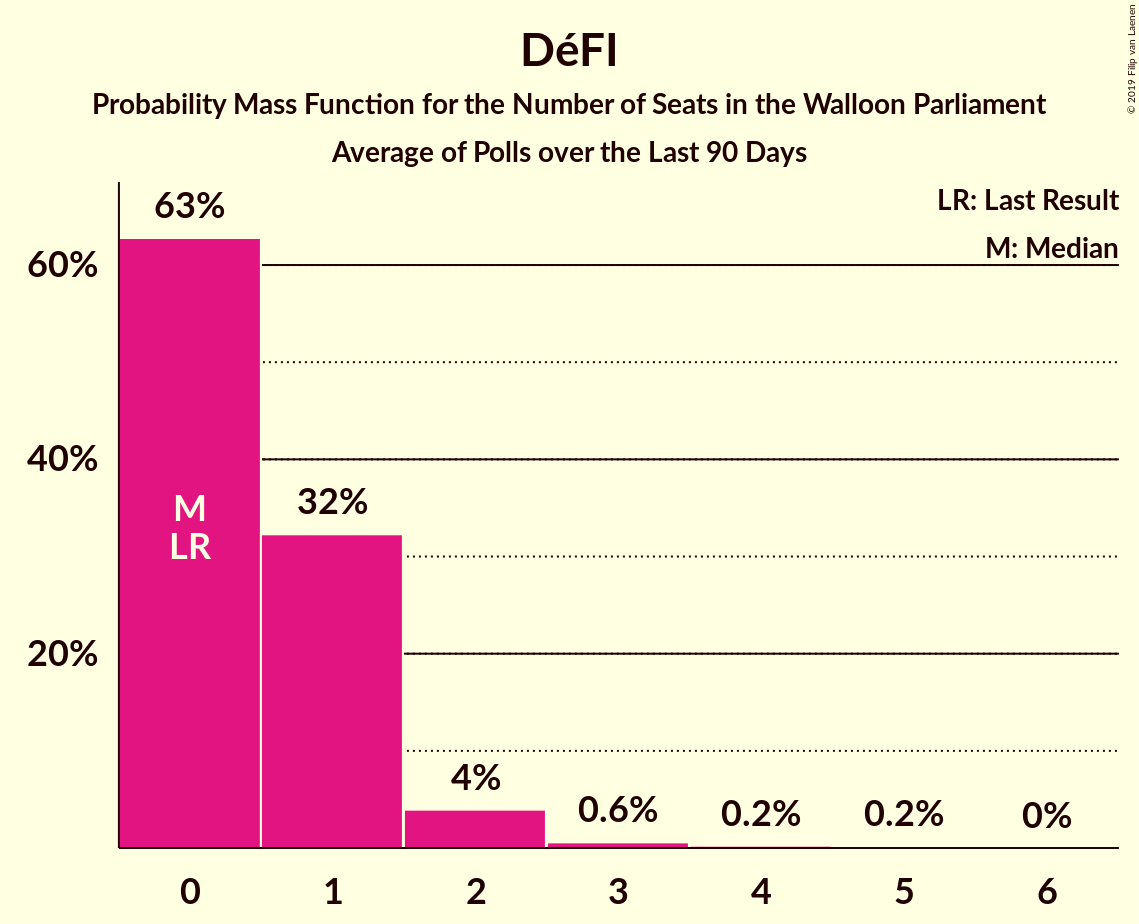 DéFI
Probability Mass Function for the Number of Seats in the Walloon Parliament
Average of Polls over the Last 90 Days
© 2019 Filip van Laenen
LR: Last Result
M: Median
63%
60%
40%
20%
M
LR
32%
4%
0.6%
0.2%
0.2%
0%
0 1 2 3 4 5 6